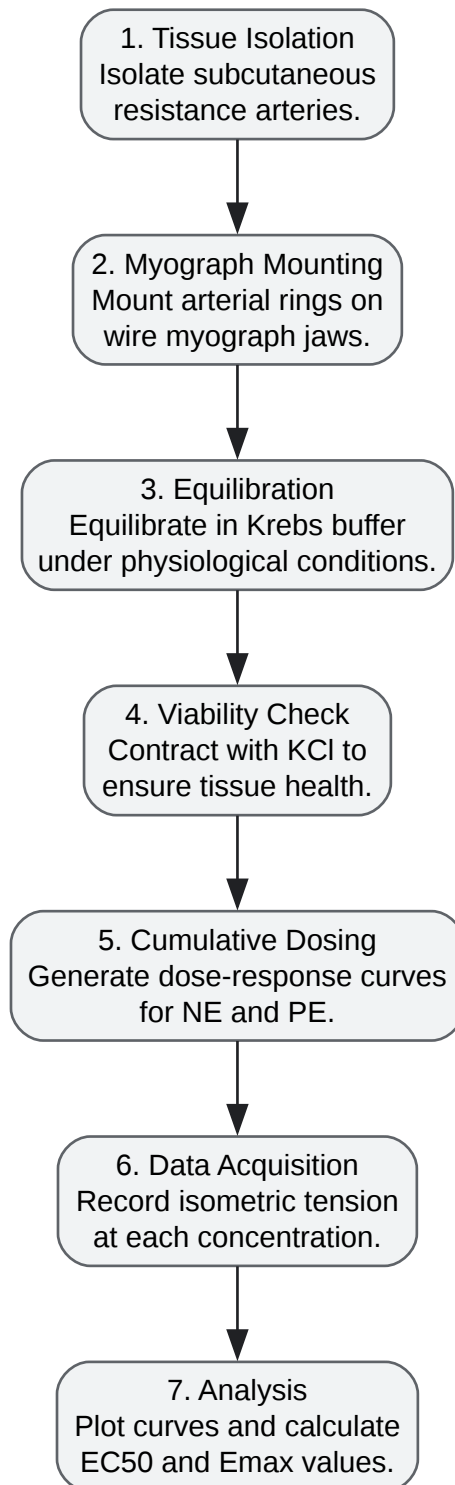 1. Tissue Isolation
Isolate subcutaneous
resistance arteries.
2. Myograph Mounting
Mount arterial rings on
wire myograph jaws.
3. Equilibration
Equilibrate in Krebs buffer
under physiological conditions.
4. Viability Check
Contract with KCl to
ensure tissue health.
5. Cumulative Dosing
Generate dose-response curves
for NE and PE.
6. Data Acquisition
Record isometric tension
at each concentration.
7. Analysis
Plot curves and calculate
EC50 and Emax values.